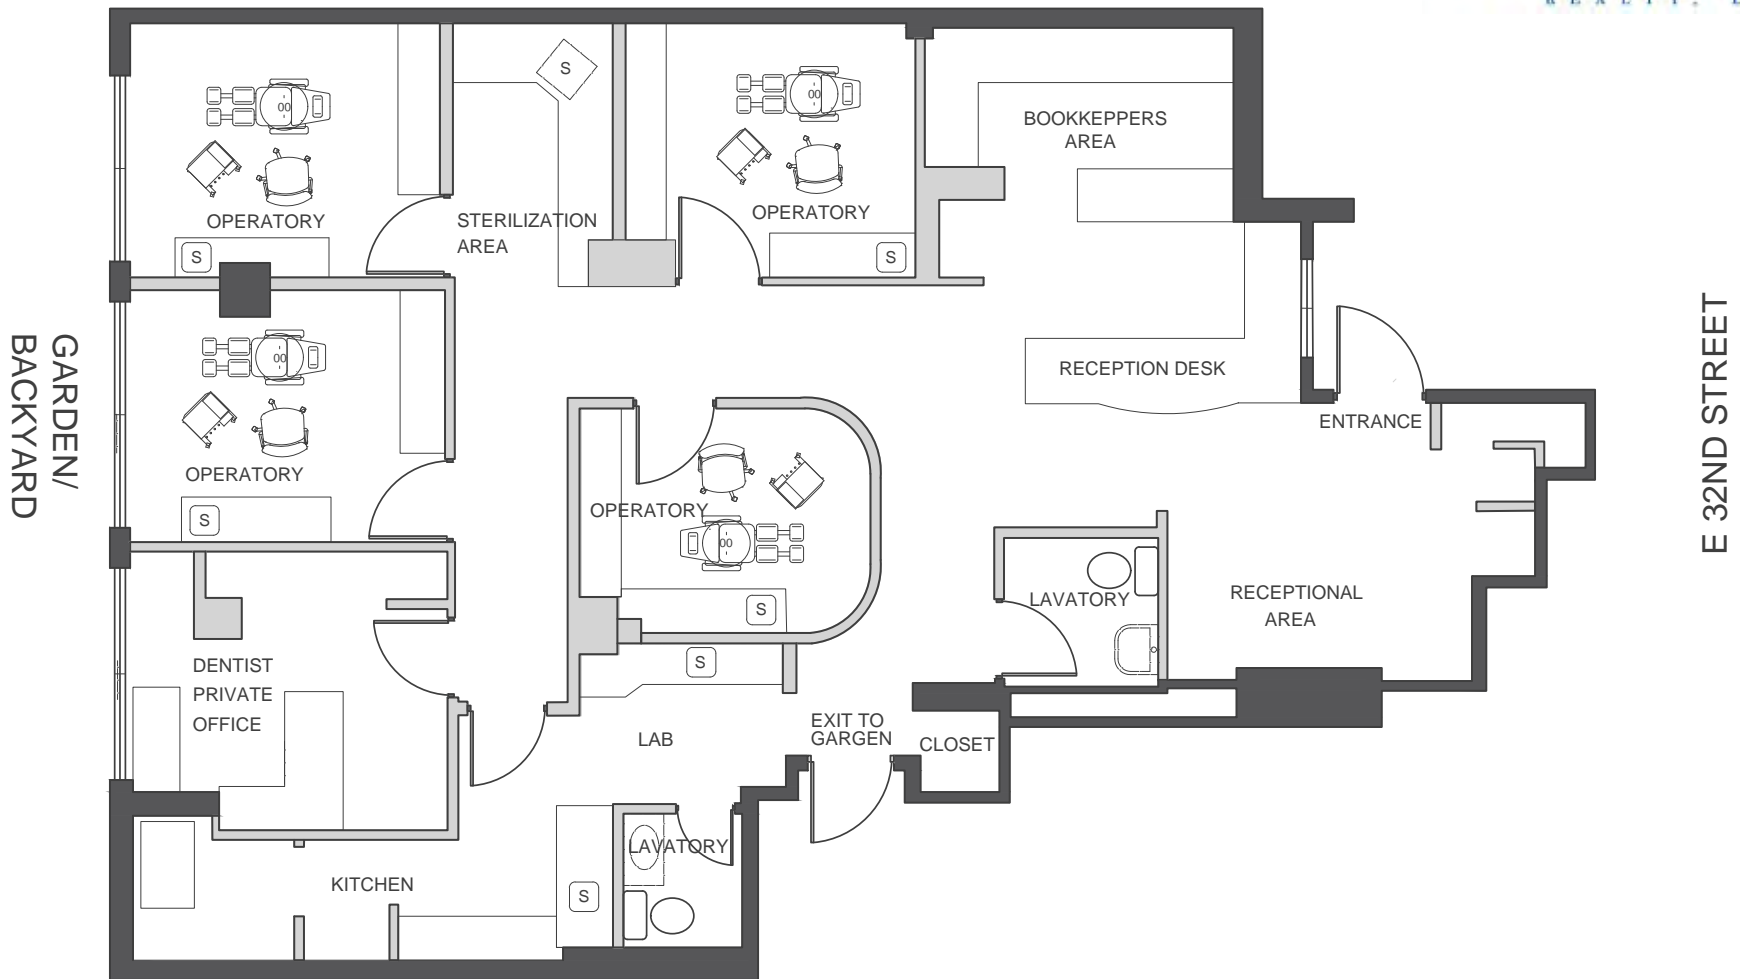 S
BOOKKEPPERS
AREA
OPERATORY
STERILIZATION
AREA
OPERATORY
S
S
GARDEN/
BACKYARD
E 32ND STREET
RECEPTION DESK
ENTRANCE
OPERATORY
S
OPERATORY
S
LAVATORY
RECEPTIONAL
AREA
DENTIST
PRIVATE
OFFICE
S
LAB
EXIT TO
GARGEN
CLOSET
LAVATORY
KITCHEN
S